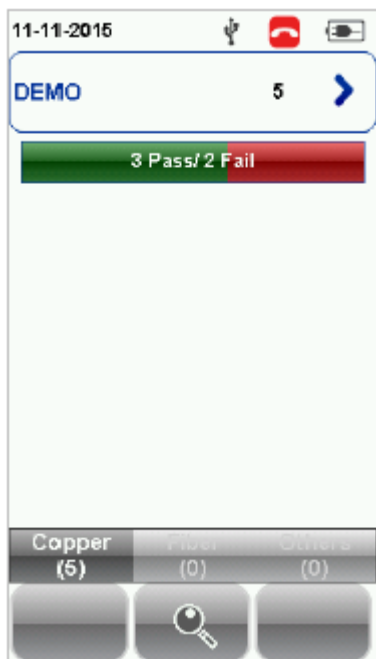 11-11-2015
DEMO 5
3 Pass/ 2 Fail
Copper Fiber Others
(5) (0) (0)